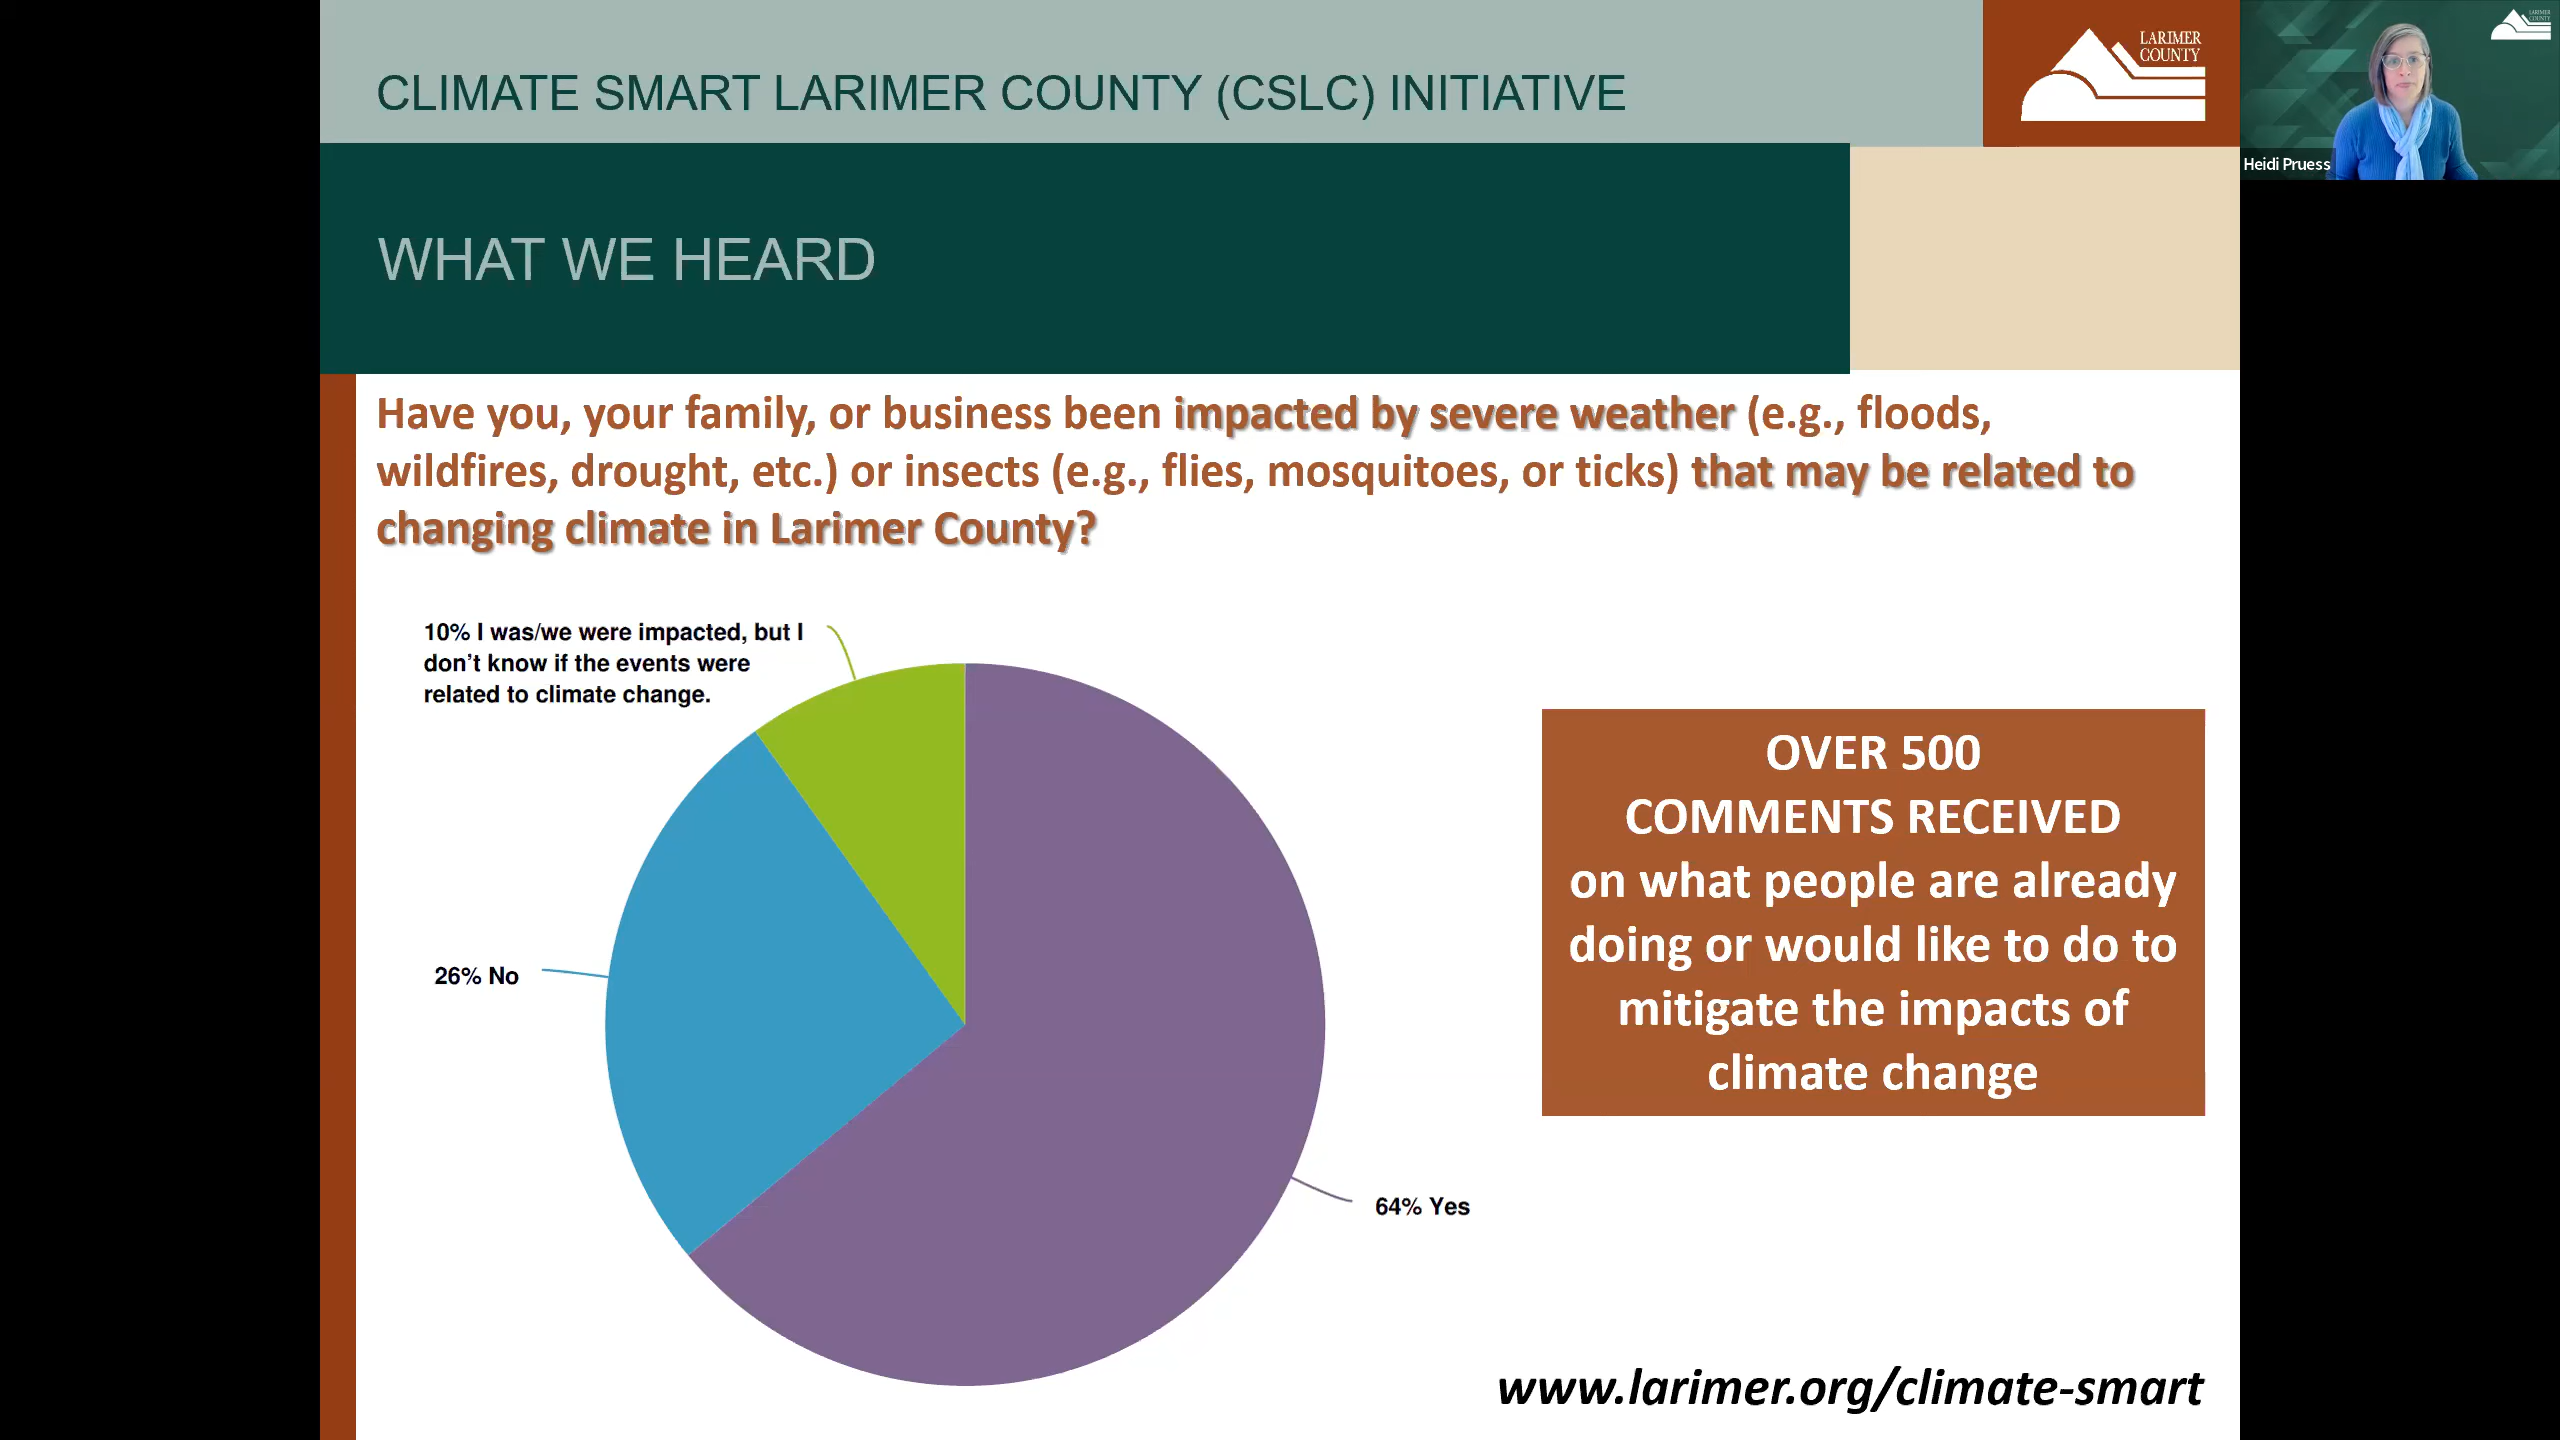 CLIMATE SMART LARIMER COUNTY (CSLC) INITIATIVE
LARIMER
COUNTY
LARIMER
COUNTY
Heidi Pruess
WHAT WE HEARD
Have you, your family, or business been impacted by severe weather (e.g., floods,
wildfires, drought, etc.) or insects (e.g., flies, mosquitoes, or ticks) that may be related to
changing climate in Larimer County?
10% I was/we were impacted, but I
don’t know if the events were
related to climate change.
26% No
64% Yes
OVER 500
COMMENTS RECEIVED
on what people are already
doing or would like to do to
mitigate the impacts of
climate change
www.larimer.org/climate-smart